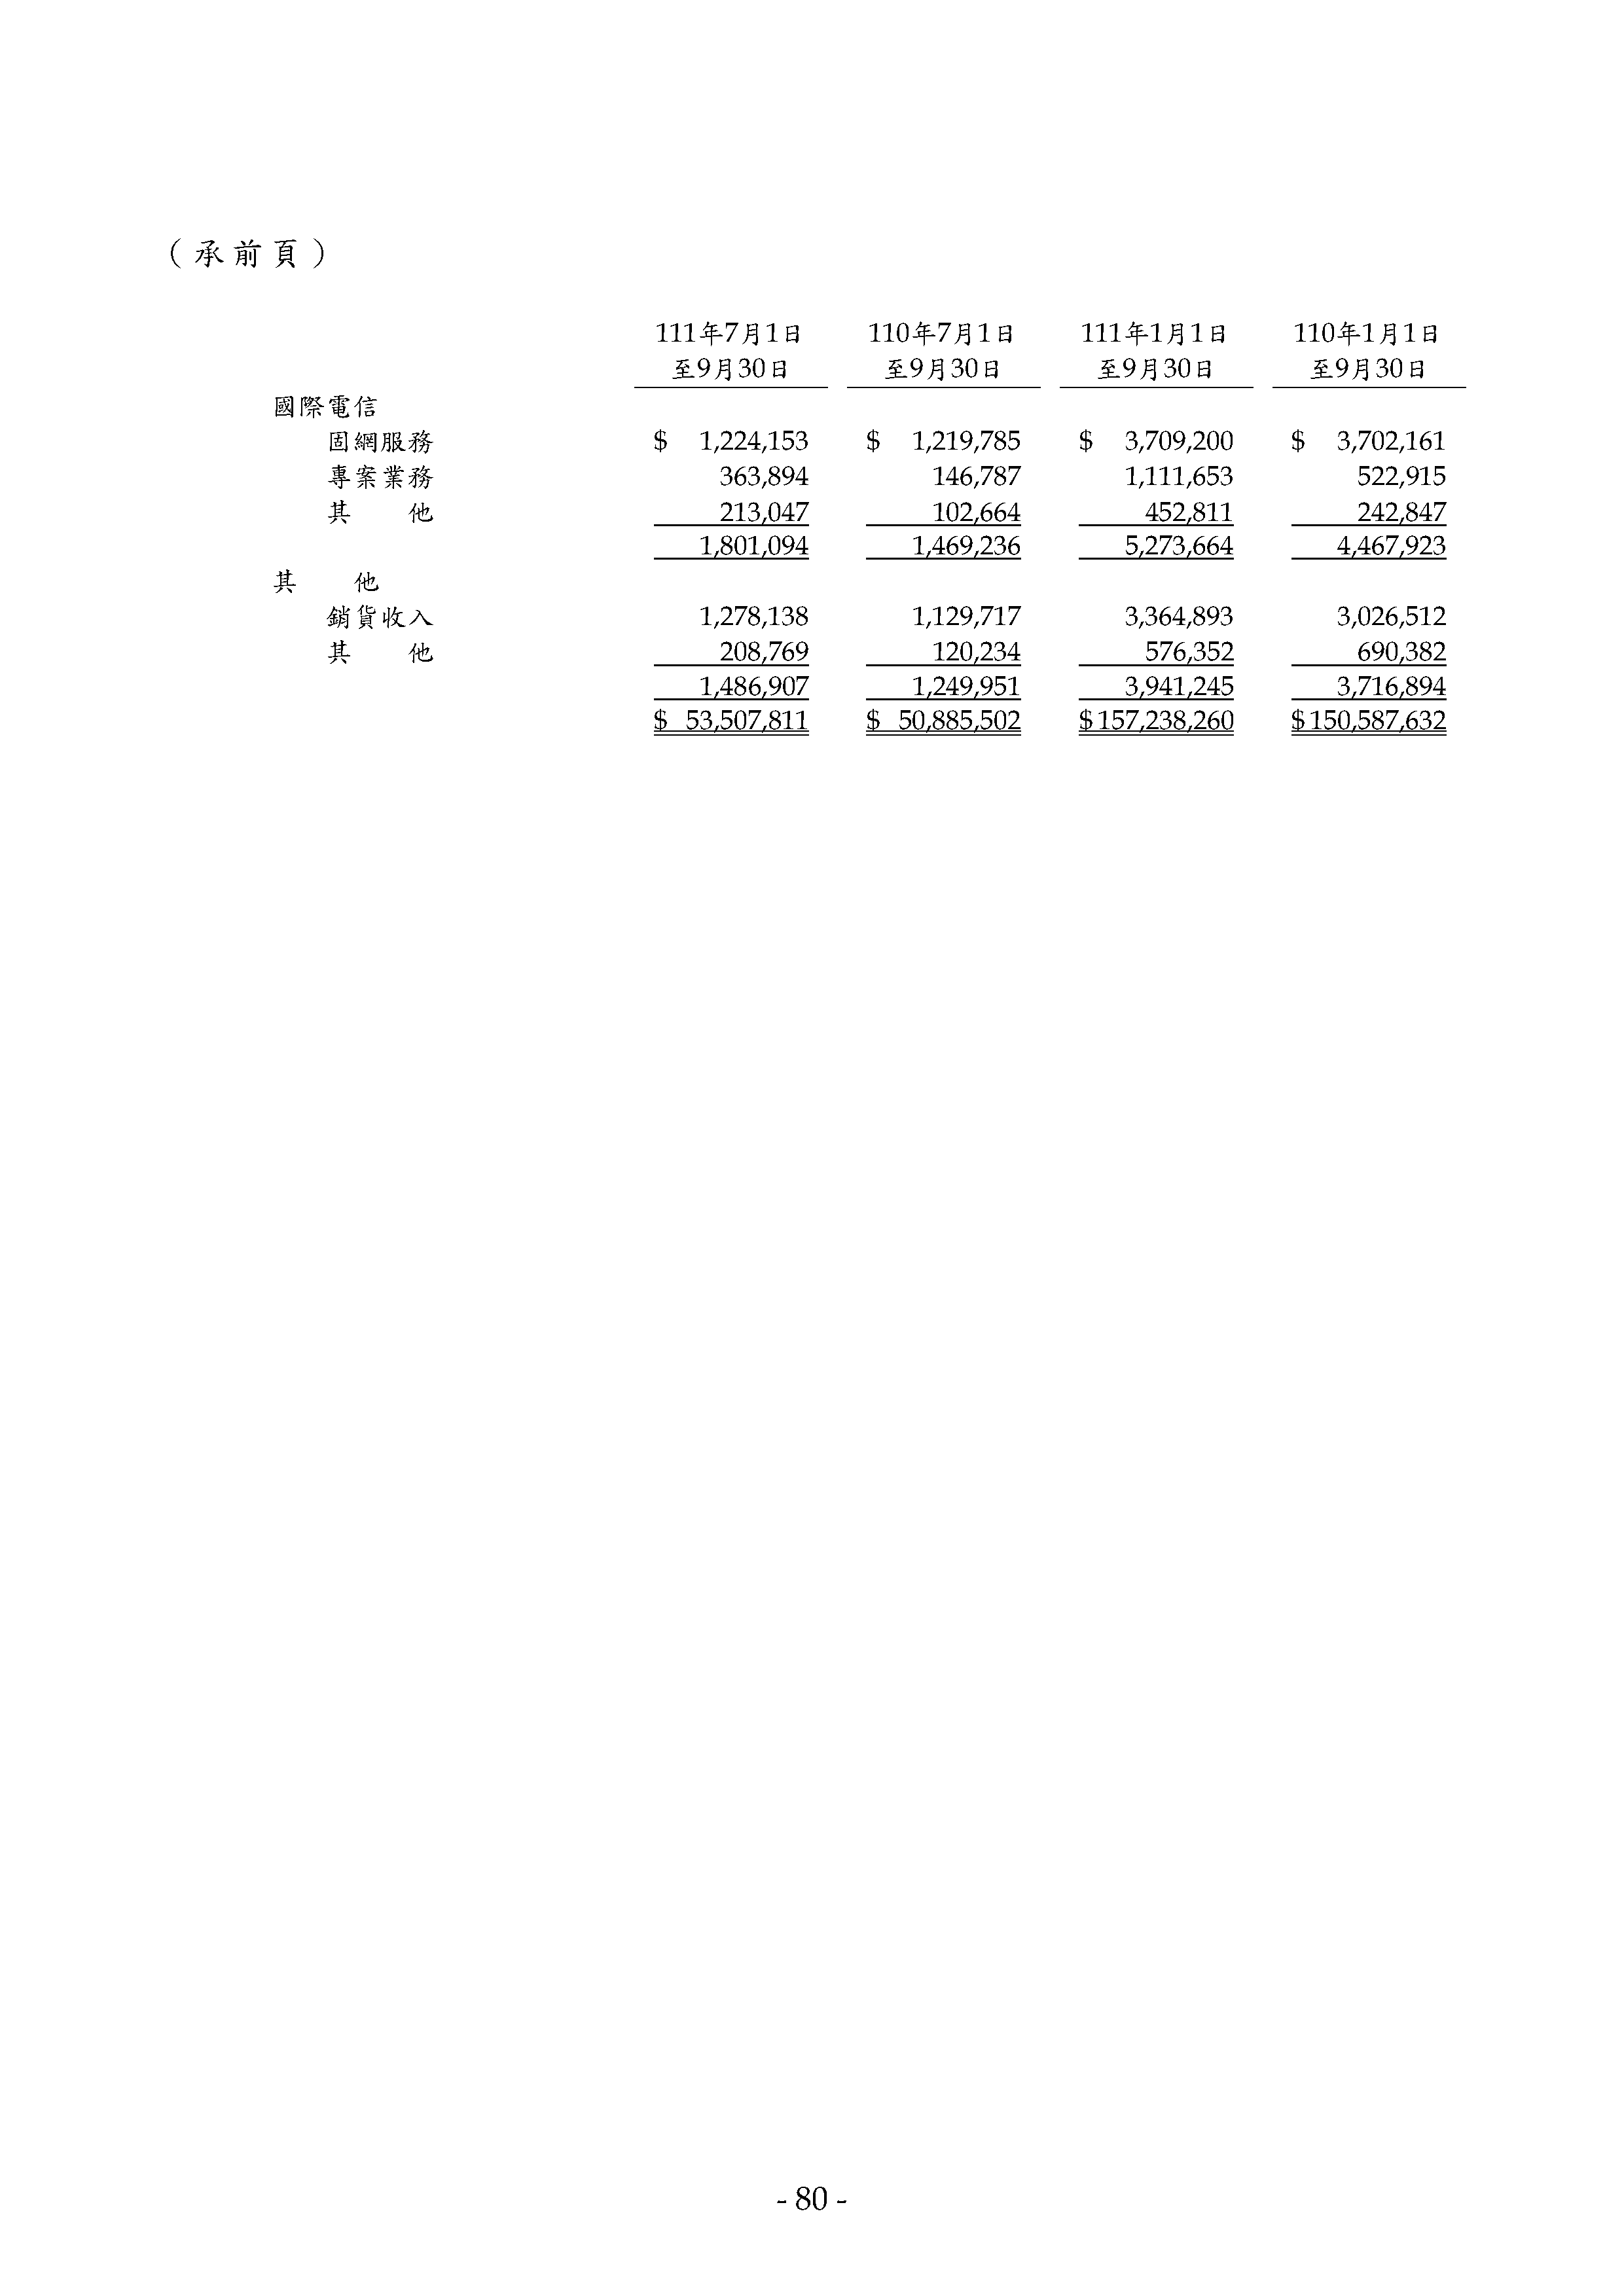 （承前頁）
111年7月1日 110年7月1日 111年1月1日 110年1月1日
至9月30日 至9月30日 至9月30日 至9月30日
國際電信
固網服務 $ 1,224,153 $ 1,219,785 $ 3,709,200 $ 3,702,161
專案業務 363,894 146,787 1,111,653 522,915
其 他 213,047 102,664 452,811 242,847
1,801,094 1,469,236 5,273,664 4,467,923
其 他
銷貨收入 1,278,138 1,129,717 3,364,893 3,026,512
其 他 208,769 120,234 576,352 690,382
1,486,907 1,249,951 3,941,245 3,716,894
$ 53,507,811 $ 50,885,502 $157,238,260 $150,587,632
- 80 -